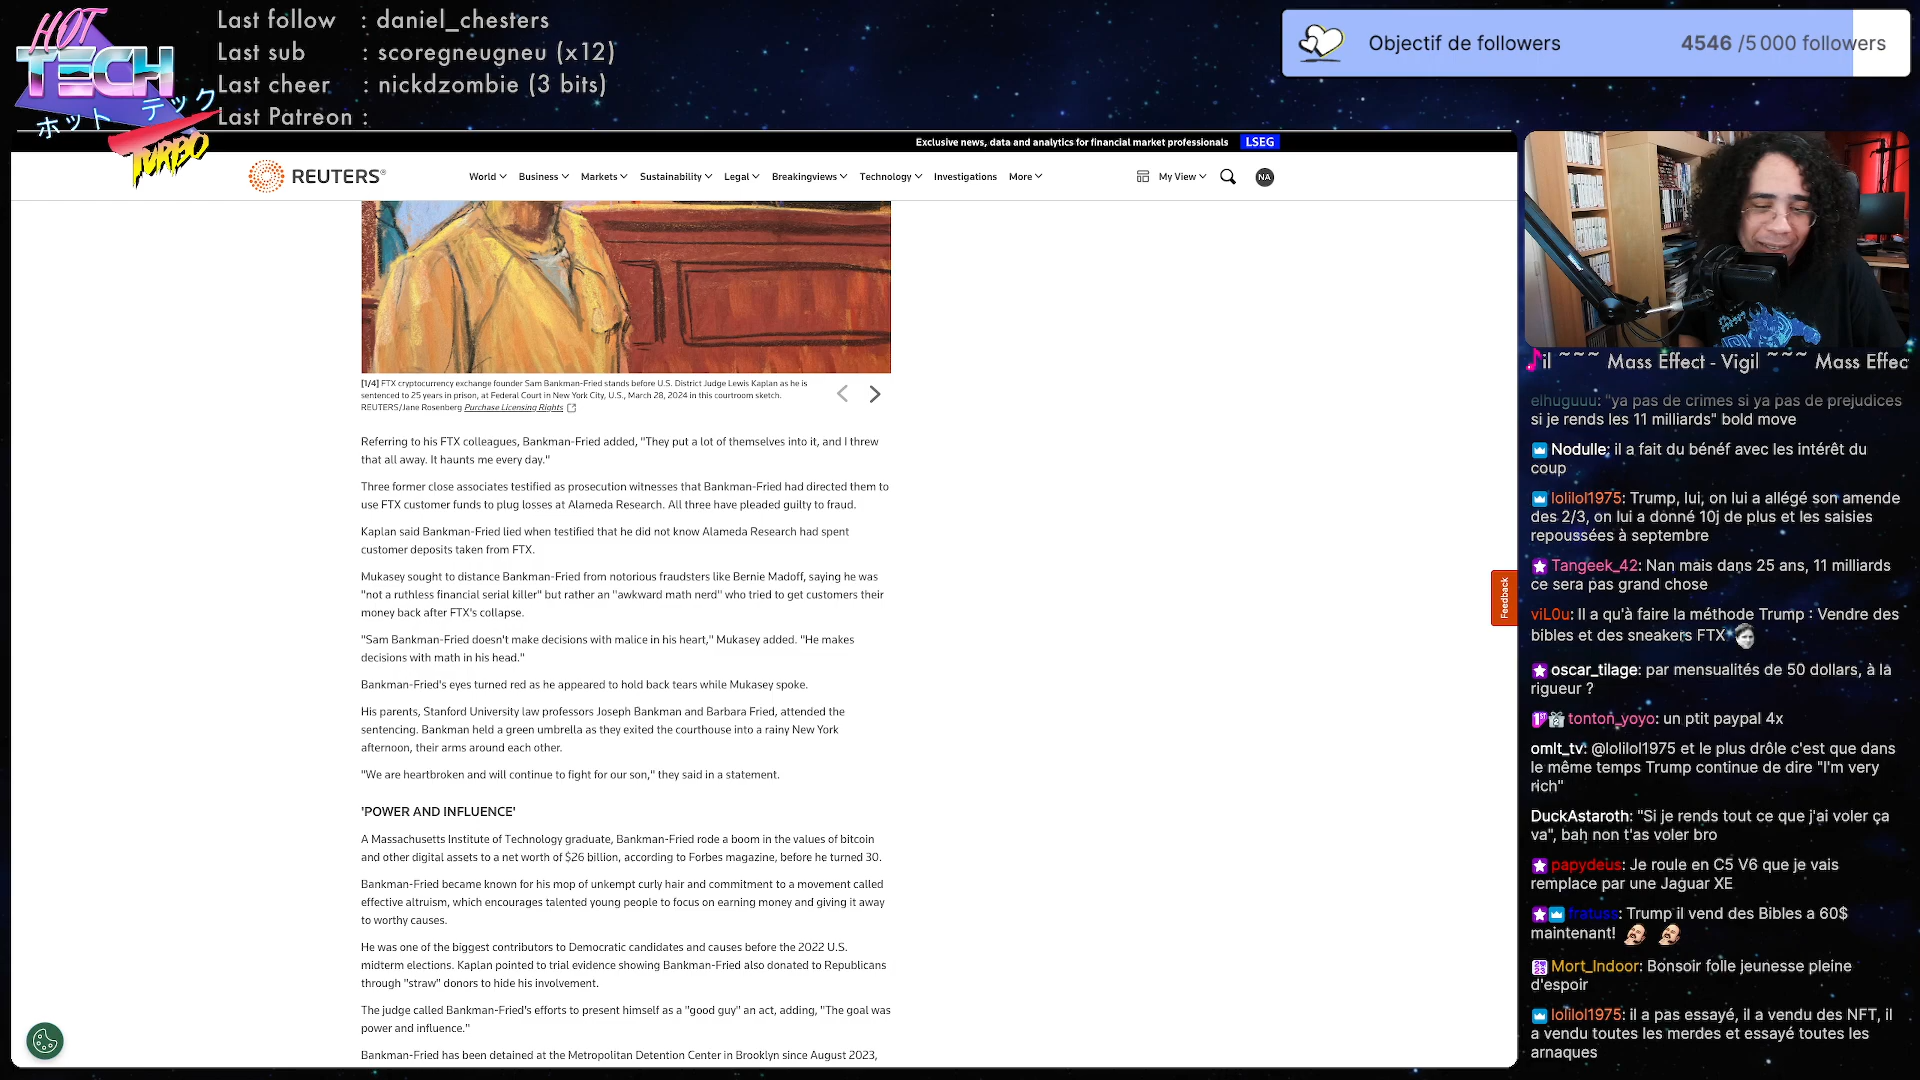 HOT
TECH
ホット テック
TURBO
Last follow : daniel_chesters
Last sub : scoregneugneu (x12)
Last cheer : nickdzombie (3 bits)
Last Patreon :
Objectif de followers 4546 /5 000 followers
Exclusive news, data and analytics for financial market professionals LSEG
REUTERS®
World Business Markets Sustainability Legal Breakingviews Technology Investigations More My View NA
[1/4] FTX cryptocurrency exchange founder Sam Bankman-Fried stands before U.S. District Judge Lewis Kaplan as he is
sentenced to 25 years in prison, at Federal Court in New York City, U.S., March 28, 2024 in this courtroom sketch.
REUTERS/Jane Rosenberg Purchase Licensing Rights
Referring to his FTX colleagues, Bankman-Fried added, "They put a lot of themselves into it, and I threw
that all away. It haunts me every day."
Three former close associates testified as prosecution witnesses that Bankman-Fried had directed them to
use FTX customer funds to plug losses at Alameda Research. All three have pleaded guilty to fraud.
Kaplan said Bankman-Fried lied when testified that he did not know Alameda Research had spent
customer deposits taken from FTX.
Mukasey sought to distance Bankman-Fried from notorious fraudsters like Bernie Madoff, saying he was
"not a ruthless financial serial killer" but rather an "awkward math nerd" who tried to get customers their
money back after FTX's collapse.
"Sam Bankman-Fried doesn't make decisions with malice in his heart," Mukasey added. "He makes
decisions with math in his head."
Bankman-Fried's eyes turned red as he appeared to hold back tears while Mukasey spoke.
His parents, Stanford University law professors Joseph Bankman and Barbara Fried, attended the
sentencing. Bankman held a green umbrella as they exited the courthouse into a rainy New York
afternoon, their arms around each other.
"We are heartbroken and will continue to fight for our son," they said in a statement.
'POWER AND INFLUENCE'
A Massachusetts Institute of Technology graduate, Bankman-Fried rode a boom in the values of bitcoin
and other digital assets to a net worth of $26 billion, according to Forbes magazine, before he turned 30.
Bankman-Fried became known for his mop of unkempt curly hair and commitment to a movement called
effective altruism, which encourages talented young people to focus on earning money and giving it away
to worthy causes.
He was one of the biggest contributors to Democratic candidates and causes before the 2022 U.S.
midterm elections. Kaplan pointed to trial evidence showing Bankman-Fried also donated to Republicans
through "straw" donors to hide his involvement.
The judge called Bankman-Fried's efforts to present himself as a "good guy" an act, adding, "The goal was
power and influence."
Bankman-Fried has been detained at the Metropolitan Detention Center in Brooklyn since August 2023,
Feedback
il ~~~ Mass Effect - Vigil ~~~ Mass Effec
elhuguuu: "ya pas de crimes si ya pas de prejudices
si je rends les 11 milliards" bold move
Nodulle: il a fait du bénéf avec les intérêt du
coup
lolilol1975: Trump, lui, on lui a allégé son amende
des 2/3, on lui a donné 10j de plus et les saisies
repoussées à septembre
Tangeek_42: Nan mais dans 25 ans, 11 milliards
ce sera pas grand chose
viL0u: Il a qu'à faire la méthode Trump : Vendre des
bibles et des sneakers FTX
oscar_tilage: par mensualités de 50 dollars, à la
rigueur ?
tonton_yoyo: un ptit paypal 4x
omlt_tv: @lolilol1975 et le plus drôle c'est que dans
le même temps Trump continue de dire "I'm very
rich"
DuckAstaroth: "Si je rends tout ce que j'ai voler ça
va", bah non t'as voler bro
papydeus: Je roule en C5 V6 que je vais
remplace par une Jaguar XE
fratuss: Trump il vend des Bibles a 60$
maintenant!
Mort_Indoor: Bonsoir folle jeunesse pleine
d'espoir
lolilol1975: il a pas essayé, il a vendu des NFT, il
a vendu toutes les merdes et essayé toutes les
arnaques